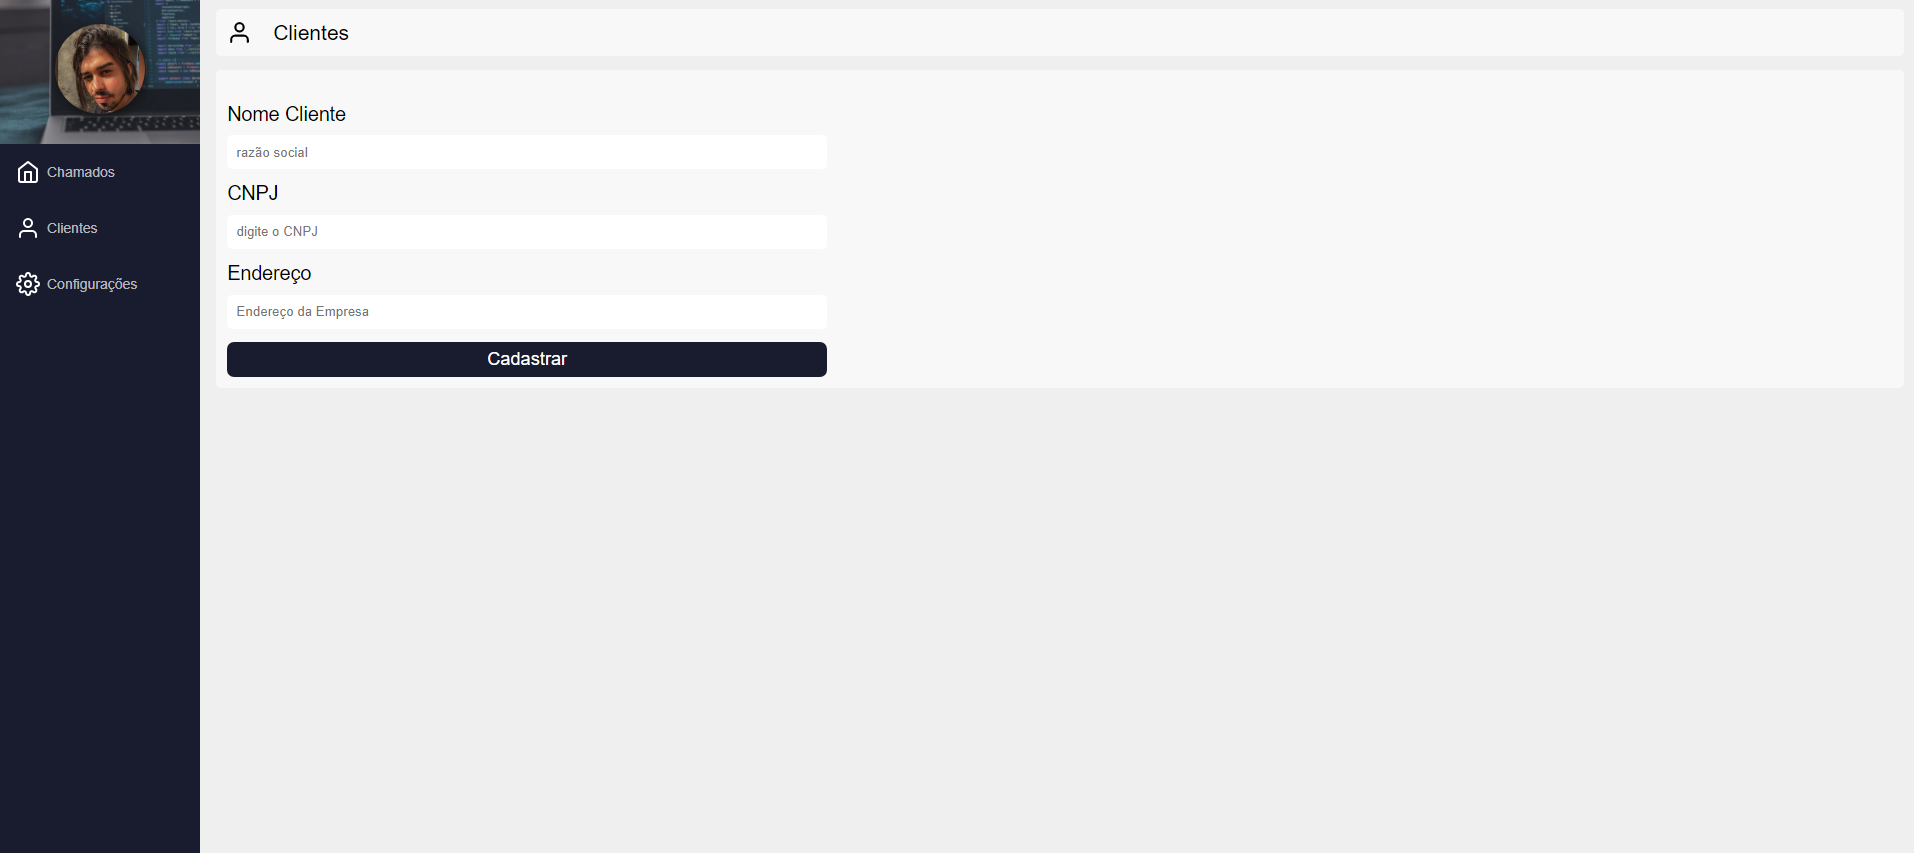 Chamados
Clientes
Configurações
Clientes
Nome Cliente
razão social
CNPJ
digite o CNPJ
Endereço
Endereço da Empresa
Cadastrar